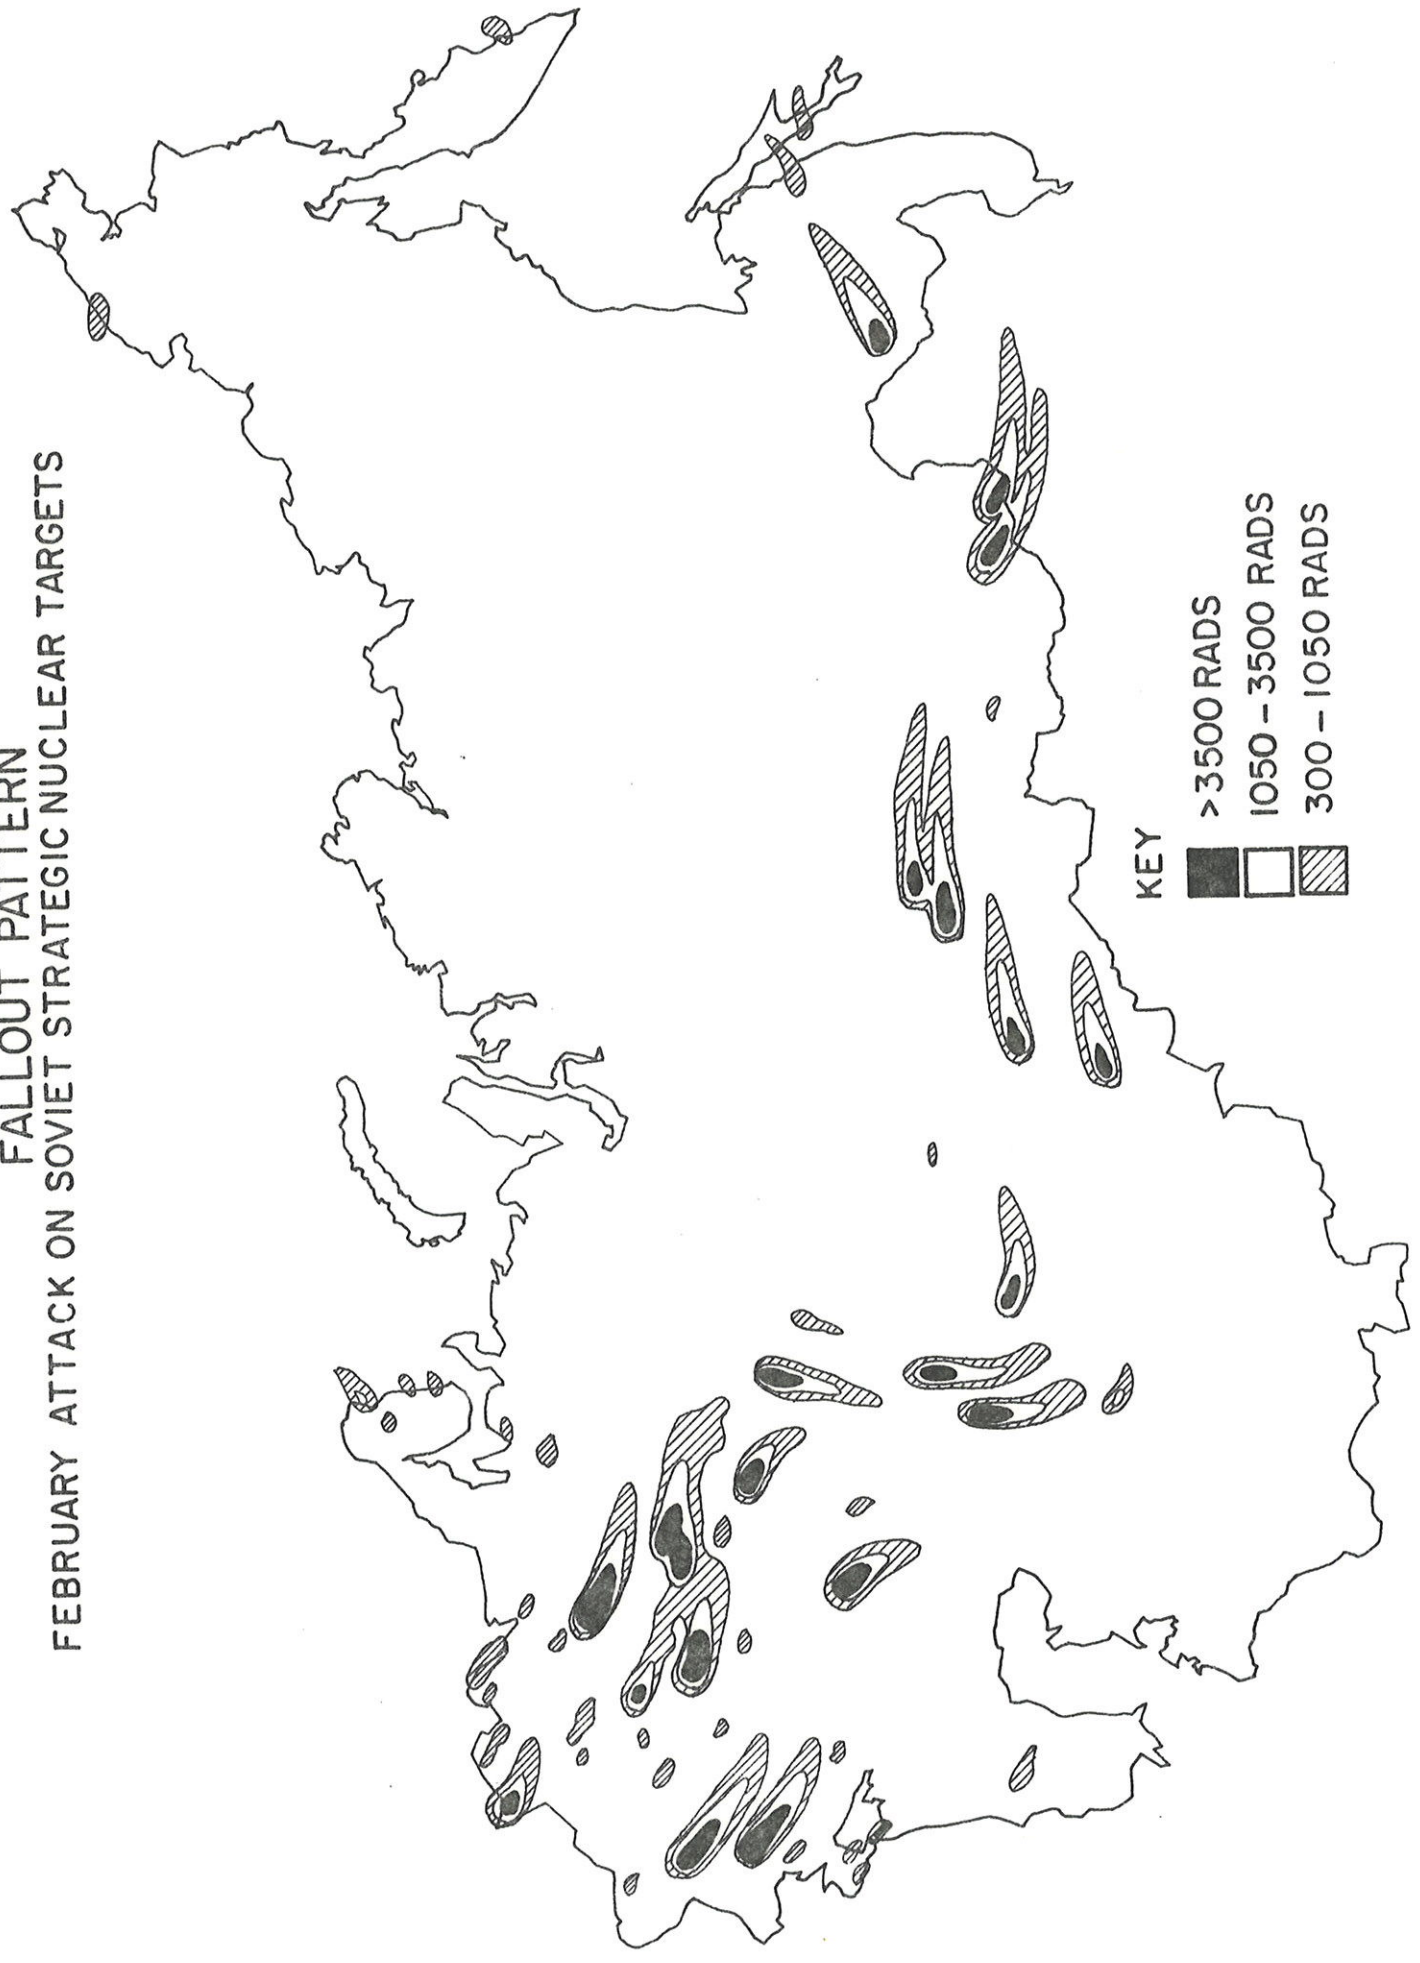 FALLOUT PATTERN
FEBRUARY ATTACK ON SOVIET STRATEGIC NUCLEAR TARGETS
KEY
>3500 RADS
1050-3500 RADS
300-1050 RADS